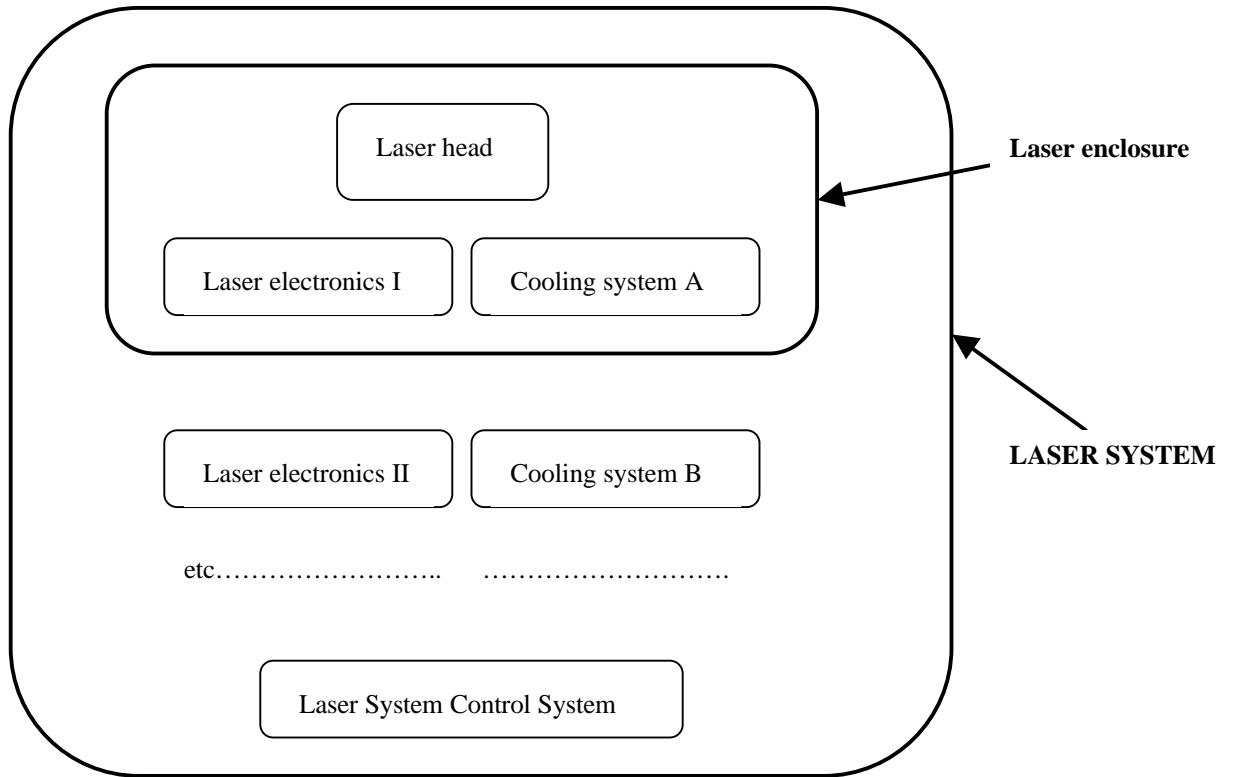 Laser head
Laser enclosure
Laser electronics I
Cooling system A
LASER SYSTEM
Laser electronics II
Cooling system B
etc…………………….. ……………………….
Laser System Control System